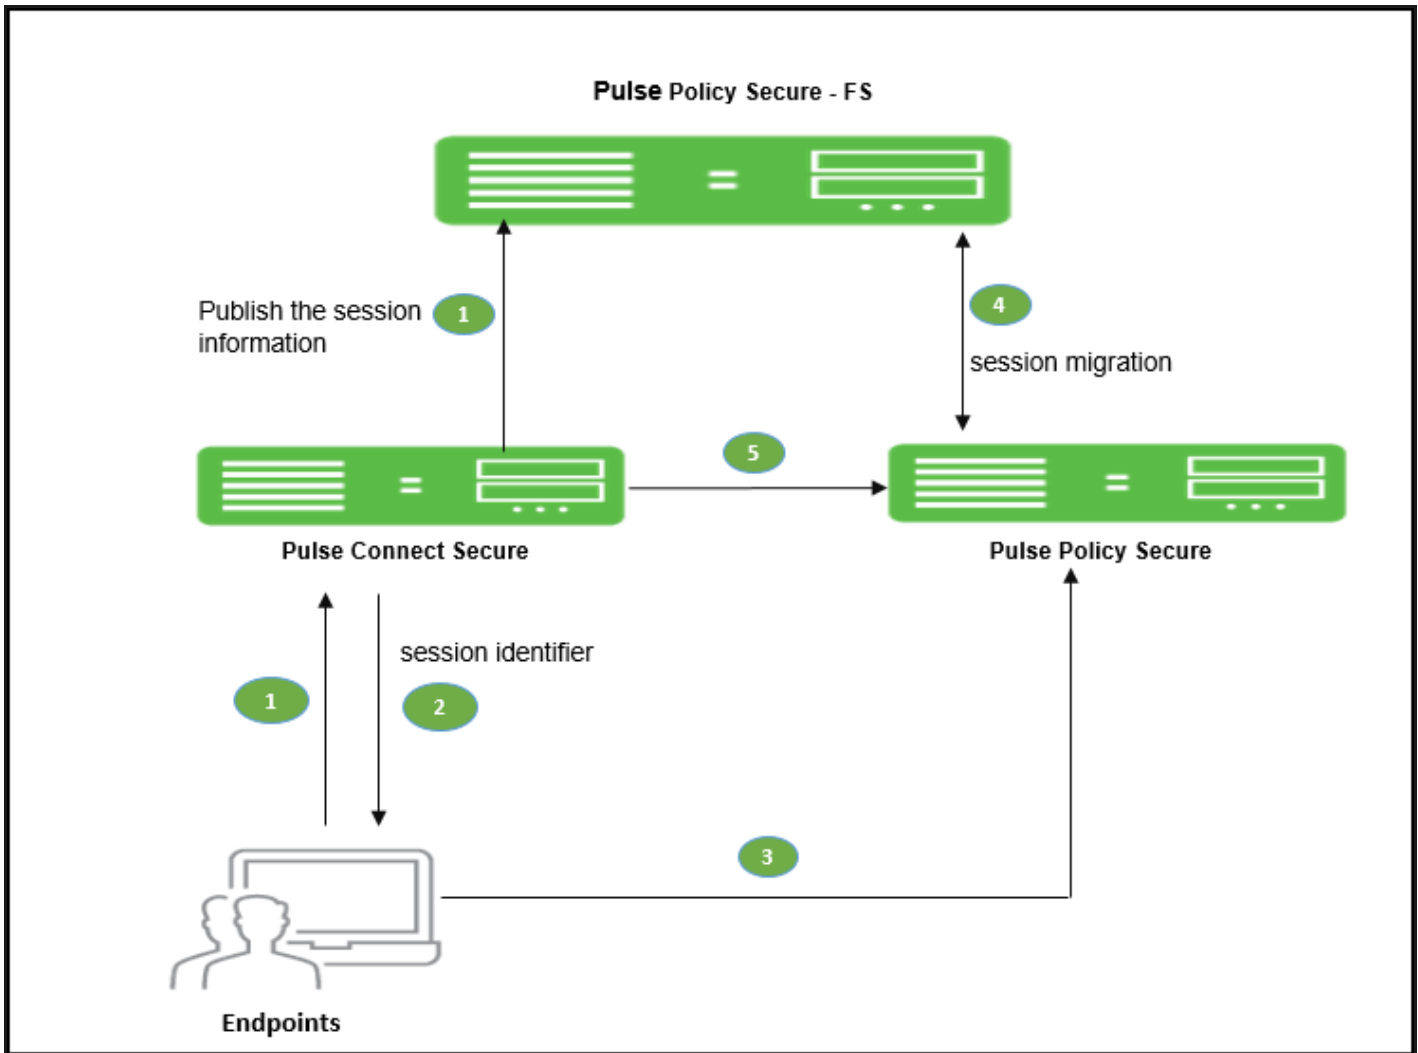 Pulse Policy Secure - FS
Publish the session
information
1
4
session migration
5
Pulse Connect Secure
Pulse Policy Secure
session identifier
1
2
3
Endpoints